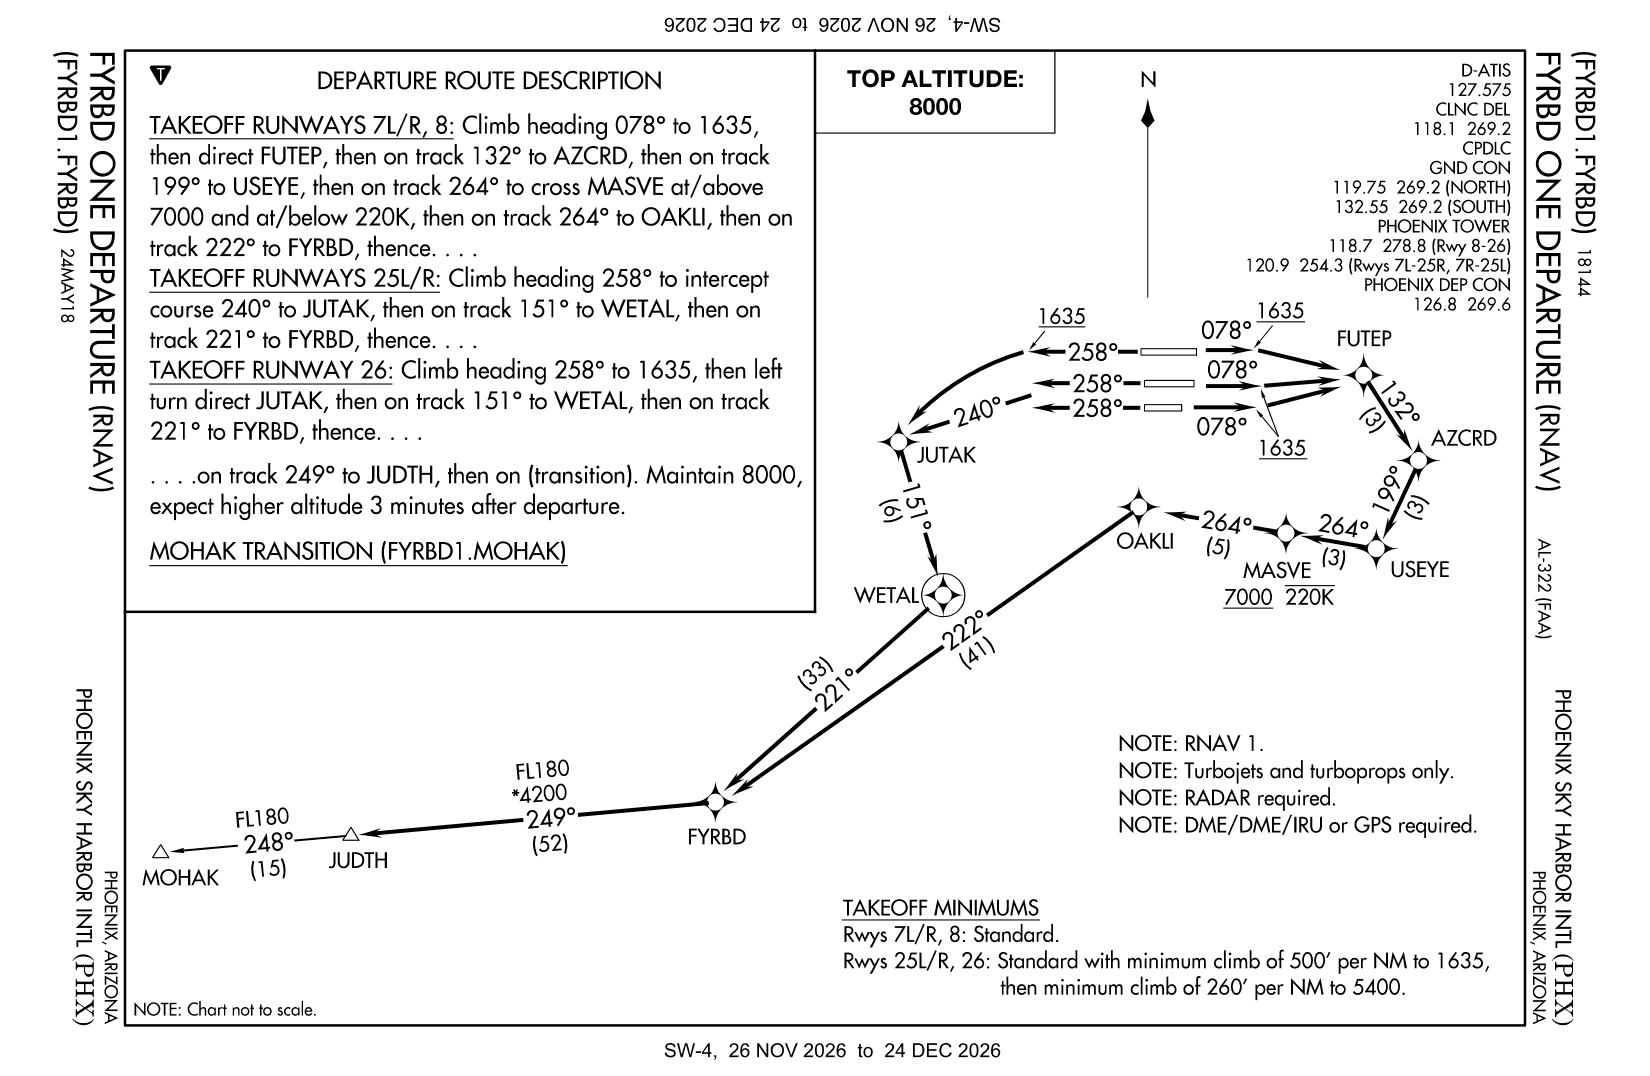 SW-4, 26 NOV 2026 to 24 DEC 2026
FYRBD ONE DEPARTURE (RNAV)
(FYRBD1.FYRBD) 24MAY18
PHOENIX SKY HARBOR INTL (PHX)
PHOENIX, ARIZONA
T
DEPARTURE ROUTE DESCRIPTION
TAKEOFF RUNWAYS 7L/R, 8: Climb heading 078° to 1635,
then direct FUTEP, then on track 132° to AZCRD, then on track
199° to USEYE, then on track 264° to cross MASVE at/above
7000 and at/below 220K, then on track 264° to OAKLI, then on
track 222° to FYRBD, thence. . . .
TAKEOFF RUNWAYS 25L/R: Climb heading 258° to intercept
course 240° to JUTAK, then on track 151° to WETAL, then on
track 221° to FYRBD, thence. . . .
TAKEOFF RUNWAY 26: Climb heading 258° to 1635, then left
turn direct JUTAK, then on track 151° to WETAL, then on track
221° to FYRBD, thence. . . .
. . . .on track 249° to JUDTH, then on (transition). Maintain 8000,
expect higher altitude 3 minutes after departure.
MOHAK TRANSITION (FYRBD1.MOHAK)
TOP ALTITUDE:
8000
N
D-ATIS
127.575
CLNC DEL
118.1 269.2
CPDLC
GND CON
119.75 269.2 (NORTH)
132.55 269.2 (SOUTH)
PHOENIX TOWER
118.7 278.8 (Rwy 8-26)
120.9 254.3 (Rwys 7L-25R, 7R-25L)
PHOENIX DEP CON
126.8 269.6
1635
1635
078°
258°
FUTEP
078°
258°
132°
(3)
240°
258°
078°
1635
AZCRD
JUTAK
199°
(3)
151°
(6)
264°
(5)
264°
(3)
OAKLI
MASVE
7000 220K
USEYE
WETAL
222°
(41)
(33)
221°
FL180
*4200
249°
(52)
FYRBD
FL180
248°
(15)
JUDTH
MOHAK
NOTE: RNAV 1.
NOTE: Turbojets and turboprops only.
NOTE: RADAR required.
NOTE: DME/DME/IRU or GPS required.
TAKEOFF MINIMUMS
Rwys 7L/R, 8: Standard.
Rwys 25L/R, 26: Standard with minimum climb of 500' per NM to 1635,
then minimum climb of 260' per NM to 5400.
NOTE: Chart not to scale.
(FYRBD1.FYRBD) 18144
FYRBD ONE DEPARTURE (RNAV)
AL-322 (FAA)
PHOENIX SKY HARBOR INTL (PHX)
PHOENIX, ARIZONA
SW-4, 26 NOV 2026 to 24 DEC 2026